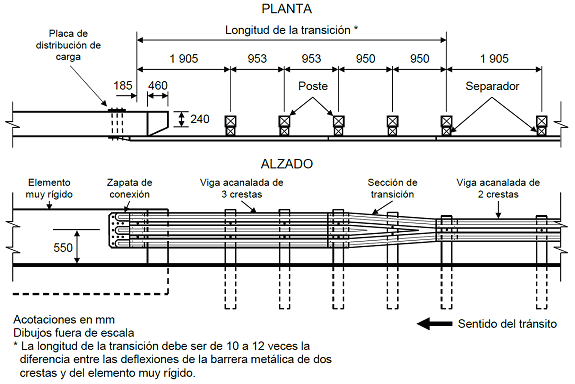 PLANTA
Placa de
distribución de
carga
Longitud de la transición *
1 905
953
953
950
950
1 905
185
460
240
Poste
Separador
ALZADO
Elemento
muy rígido
Zapata de
conexión
Viga acanalada de
3 crestas
Sección de
transición
Viga acanalada de
2 crestas
550
Acotaciones en mm
Dibujos fuera de escala
* La longitud de la transición debe ser de 10 a 12 veces la
diferencia entre las deflexiones de la barrera metálica de dos
crestas y del elemento muy rígido.
Sentido del tránsito